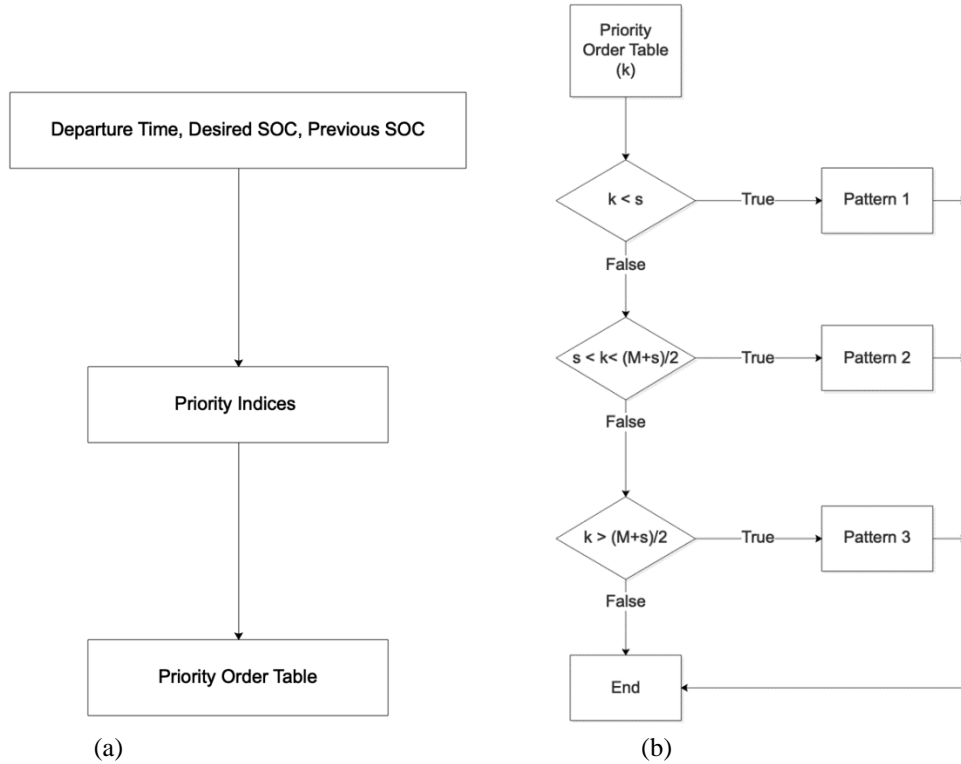 Departure Time, Desired SOC, Previous SOC
Priority Indices
Priority Order Table
(a)
Priority
Order Table
(k)
k < s
True
Pattern 1
False
s < k< (M+s)/2
True
Pattern 2
False
k > (M+s)/2
True
Pattern 3
False
End
(b)